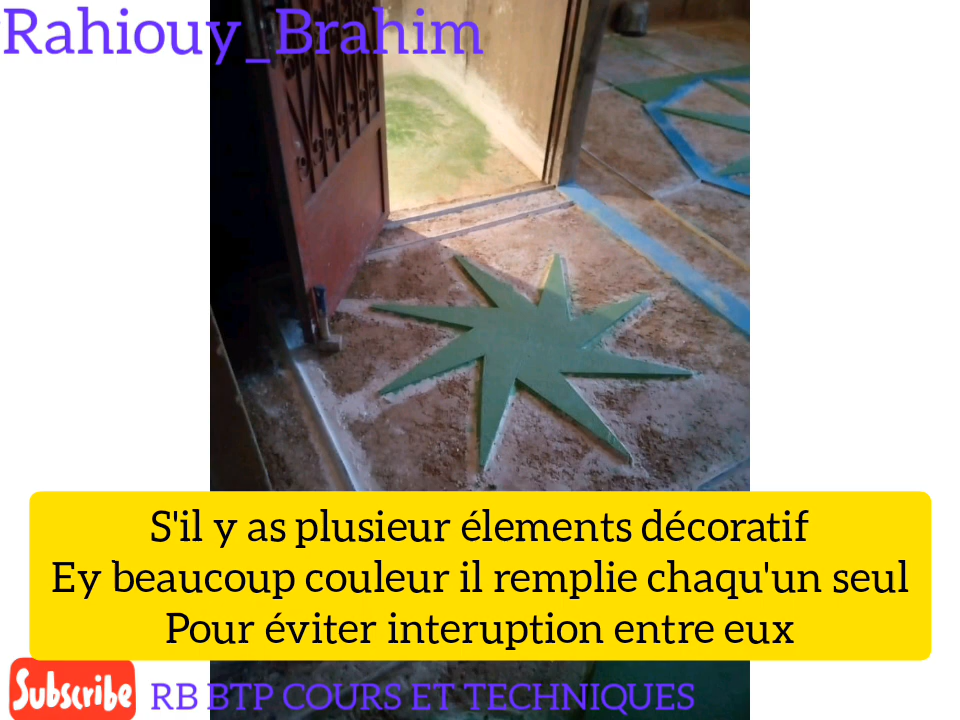 Rahiouy_Brahim
S'il y as plusieur élements décoratif
Ey beaucoup couleur il remplie chaqu'un seul
Pour éviter interuption entre eux
Subscribe
RB BTP COURS ET TECHNIQUES